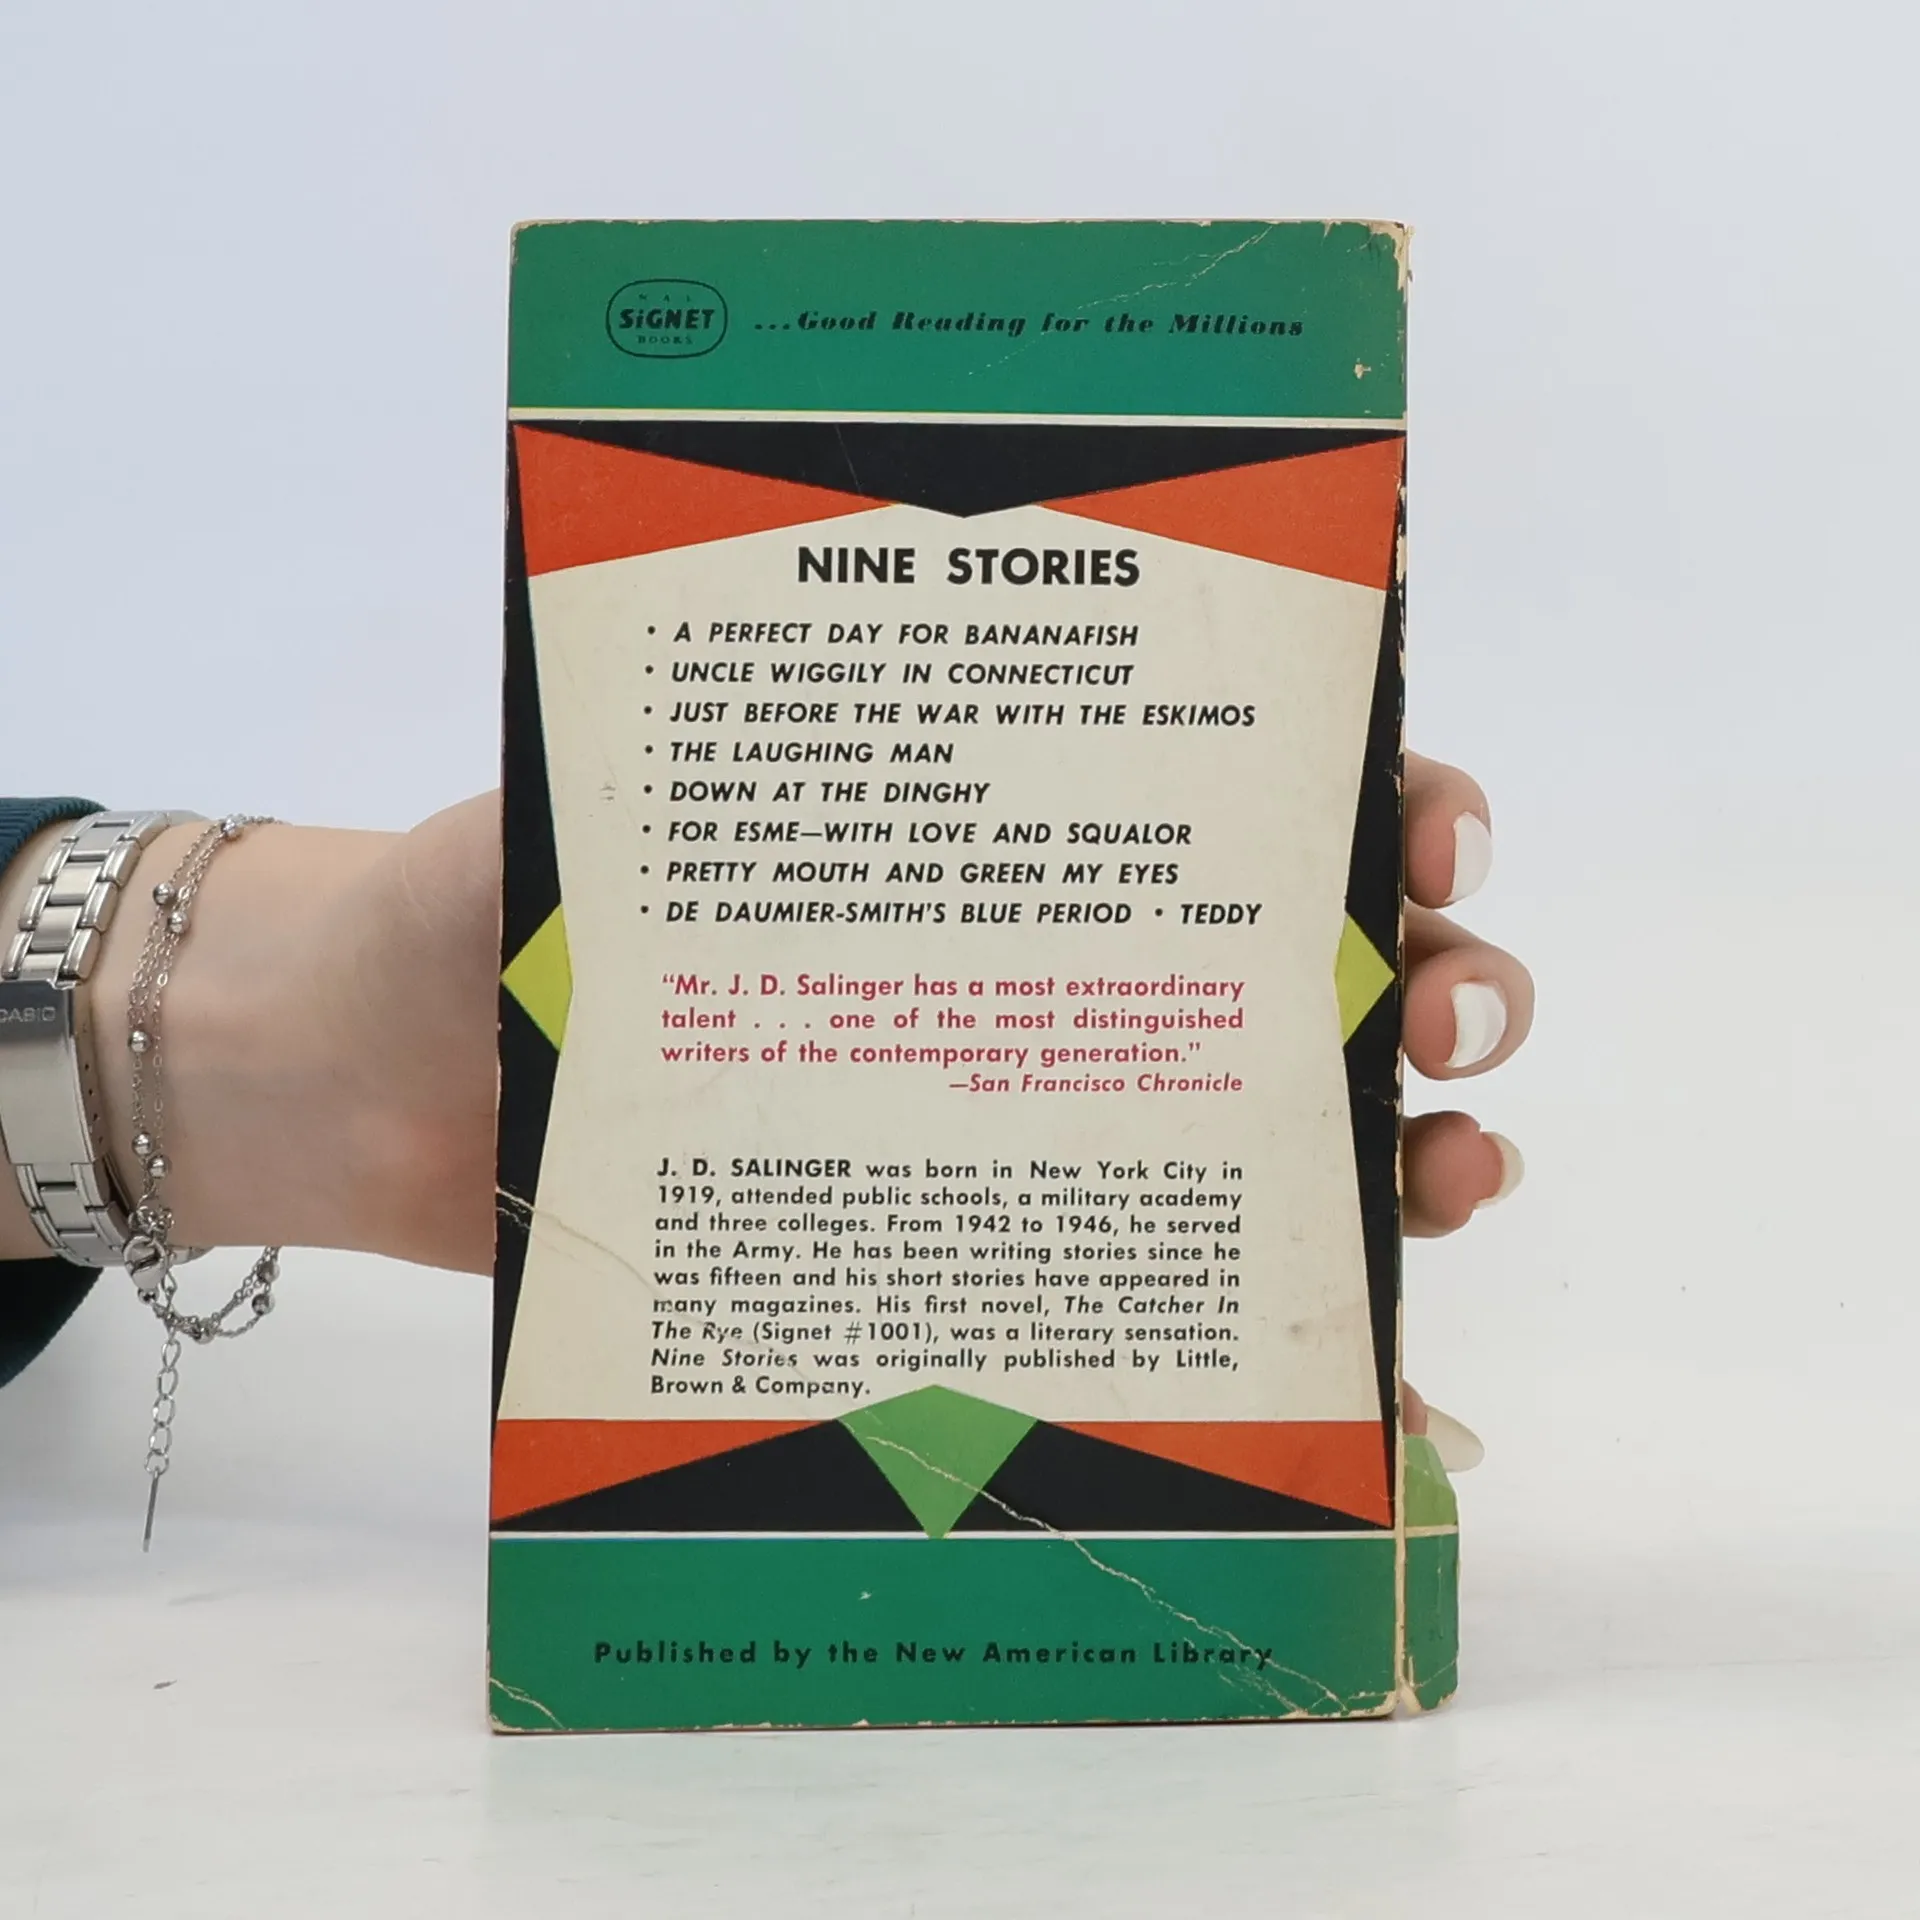 N A L
SiGNET
BOOKS
...Good Reading for the Millions
NINE STORIES
• A PERFECT DAY FOR BANANAFISH
• UNCLE WIGGILY IN CONNECTICUT
• JUST BEFORE THE WAR WITH THE ESKIMOS
• THE LAUGHING MAN
• DOWN AT THE DINGHY
• FOR ESME—WITH LOVE AND SQUALOR
• PRETTY MOUTH AND GREEN MY EYES
• DE DAUMIER-SMITH'S BLUE PERIOD • TEDDY
“Mr. J. D. Salinger has a most extraordinary
talent . . . one of the most distinguished
writers of the contemporary generation.”
—San Francisco Chronicle
J. D. SALINGER was born in New York City in
1919, attended public schools, a military academy
and three colleges. From 1942 to 1946, he served
in the Army. He has been writing stories since he
was fifteen and his short stories have appeared in
many magazines. His first novel, The Catcher In
The Rye (Signet #1001), was a literary sensation.
Nine Stories was originally published by Little,
Brown & Company.
Published by the New American Library
CASIO